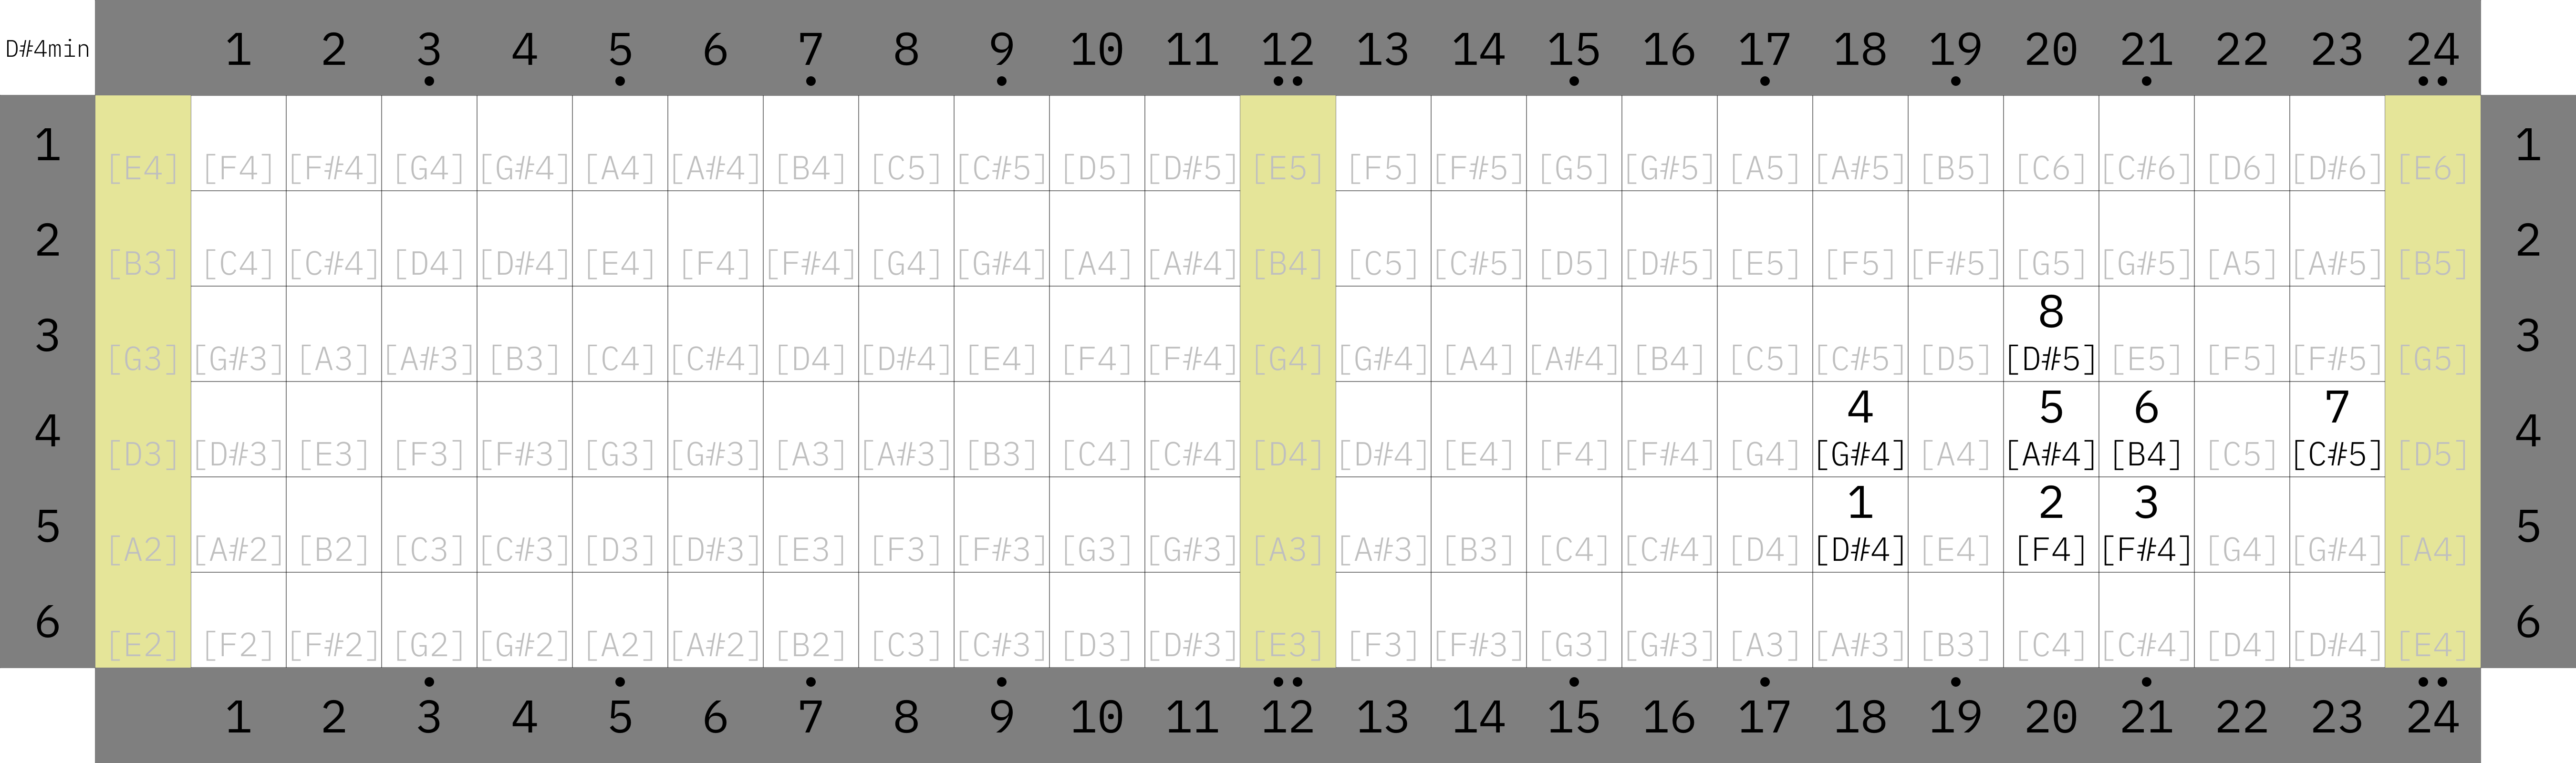 D#4min 1 2 3 4 5 6 7 8 9 10 11 12 13 14 15 16 17 18 19 20 21 22 23 24
1 [E4] [F4] [F#4] [G4] [G#4] [A4] [A#4] [B4] [C5] [C#5] [D5] [D#5] [E5] [F5] [F#5] [G5] [G#5] [A5] [A#5] [B5] [C6] [C#6] [D6] [D#6] [E6] 1
2 [B3] [C4] [C#4] [D4] [D#4] [E4] [F4] [F#4] [G4] [G#4] [A4] [A#4] [B4] [C5] [C#5] [D5] [D#5] [E5] [F5] [F#5] [G5] [G#5] [A5] [A#5] [B5] 2
8
3 [G3] [G#3] [A3] [A#3] [B3] [C4] [C#4] [D4] [D#4] [E4] [F4] [F#4] [G4] [G#4] [A4] [A#4] [B4] [C5] [C#5] [D5] [D#5] [E5] [F5] [F#5] [G5] 3
4 5 6 7
4 [D3] [D#3] [E3] [F3] [F#3] [G3] [G#3] [A3] [A#3] [B3] [C4] [C#4] [D4] [D#4] [E4] [F4] [F#4] [G4] [G#4] [A4] [A#4] [B4] [C5] [C#5] [D5] 4
1 2 3
5 [A2] [A#2] [B2] [C3] [C#3] [D3] [D#3] [E3] [F3] [F#3] [G3] [G#3] [A3] [A#3] [B3] [C4] [C#4] [D4] [D#4] [E4] [F4] [F#4] [G4] [G#4] [A4] 5
6 [E2] [F2] [F#2] [G2] [G#2] [A2] [A#2] [B2] [C3] [C#3] [D3] [D#3] [E3] [F3] [F#3] [G3] [G#3] [A3] [A#3] [B3] [C4] [C#4] [D4] [D#4] [E4] 6
1 2 3 4 5 6 7 8 9 10 11 12 13 14 15 16 17 18 19 20 21 22 23 24